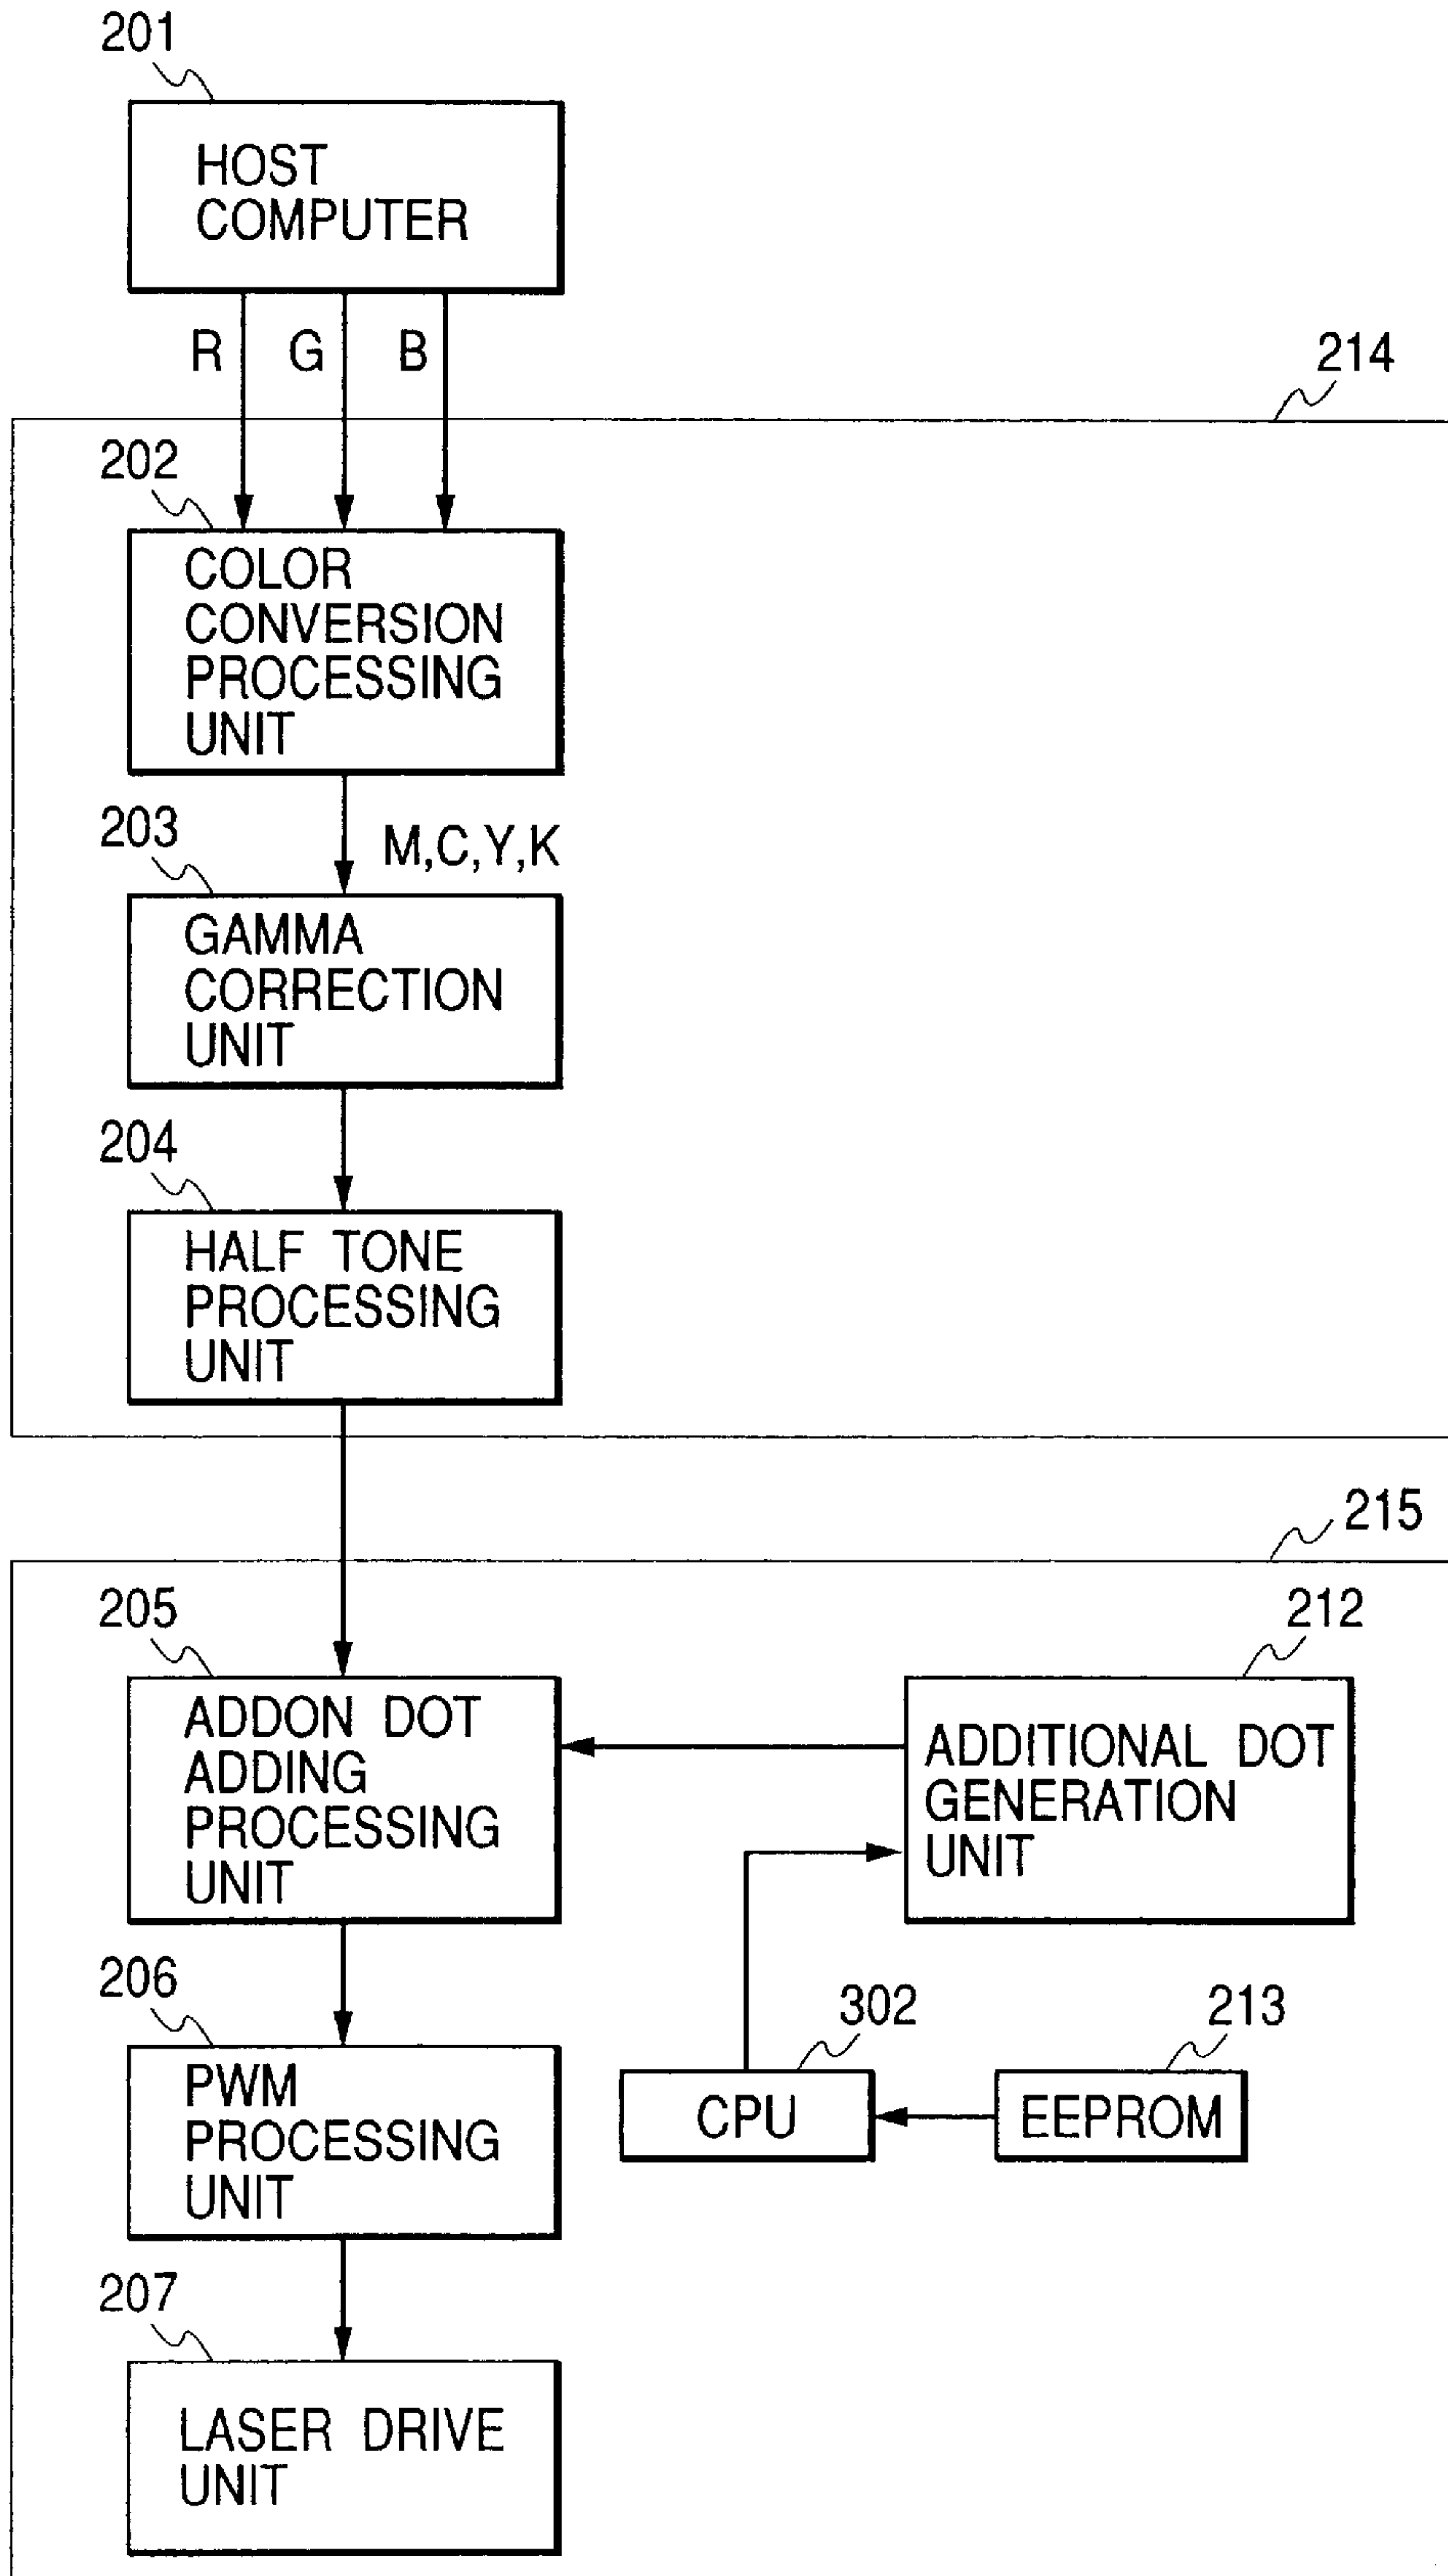 201
HOST
COMPUTER
R G B
214
202
COLOR
CONVERSION
PROCESSING
UNIT
M,C,Y,K
203
GAMMA
CORRECTION
UNIT
204
HALF TONE
PROCESSING
UNIT
215
205
ADDON DOT
ADDING
PROCESSING
UNIT
212
ADDITIONAL DOT
GENERATION
UNIT
206
PWM
PROCESSING
UNIT
302
CPU
213
EEPROM
207
LASER DRIVE
UNIT